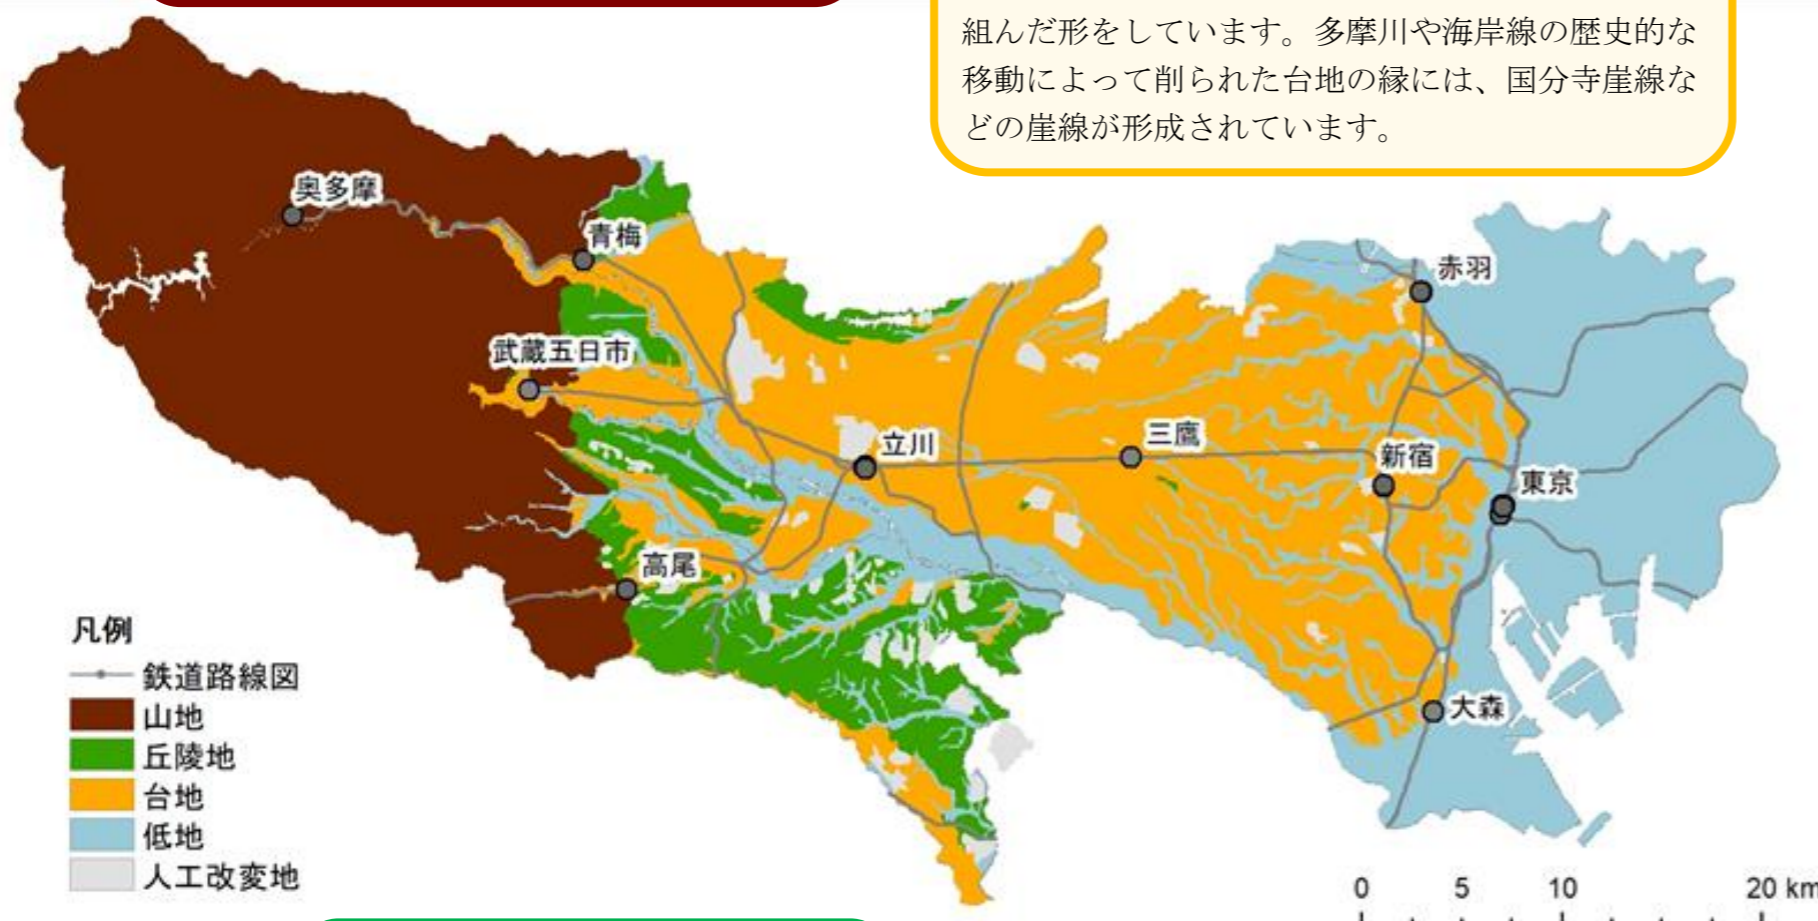 組んだ形をしています。多摩川や海岸線の歴史的な
移動によって削られた台地の縁には、国分寺崖線な
どの崖線が形成されています。
奥多摩
青梅
赤羽
武蔵五日市
立川
三鷹
新宿
東京
高尾
大森
凡例
鉄道路線図
山地
丘陵地
台地
低地
人工改変地
0 5 10 20 km